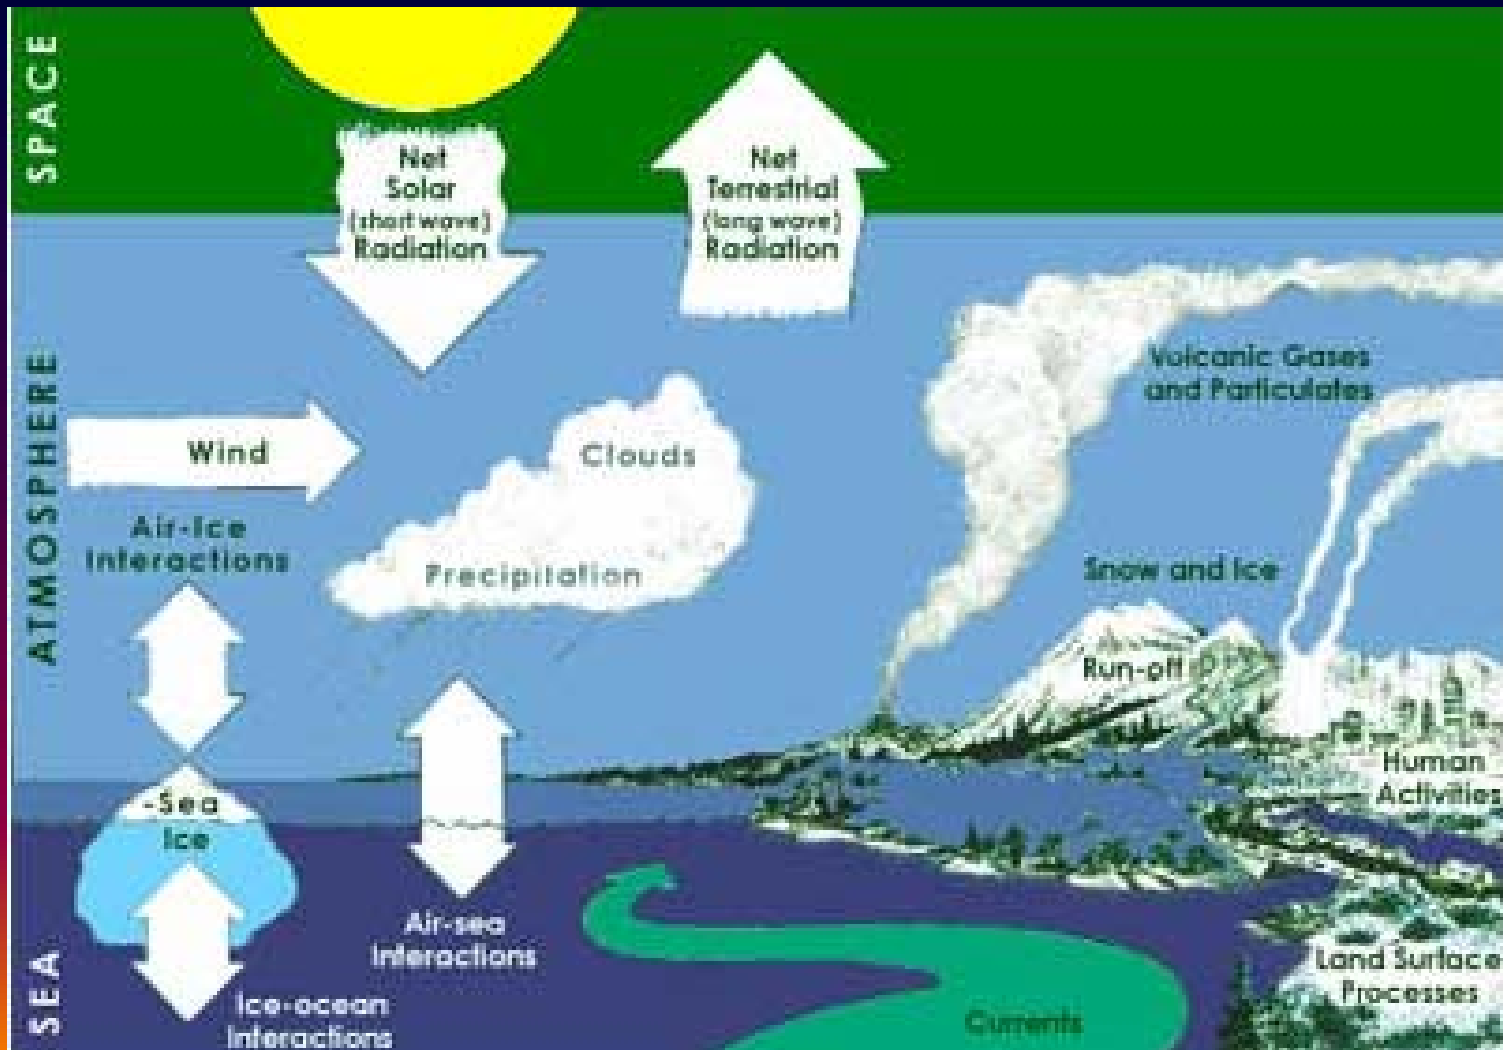 SPACE
Net
Solar
(short wave)
Radiation
Net
Terrestrial
(long wave)
Radiation
ATMOSPHERE
Volcanic Gases
and Particulates
Wind
Clouds
Air-Ice
Interactions
Precipitation
Snow and Ice
Run-off
Human
Activities
-Sea
Ice
SEA
Air-sea
Interactions
Land Surface
Processes
Ice-ocean
Interactions
Currents